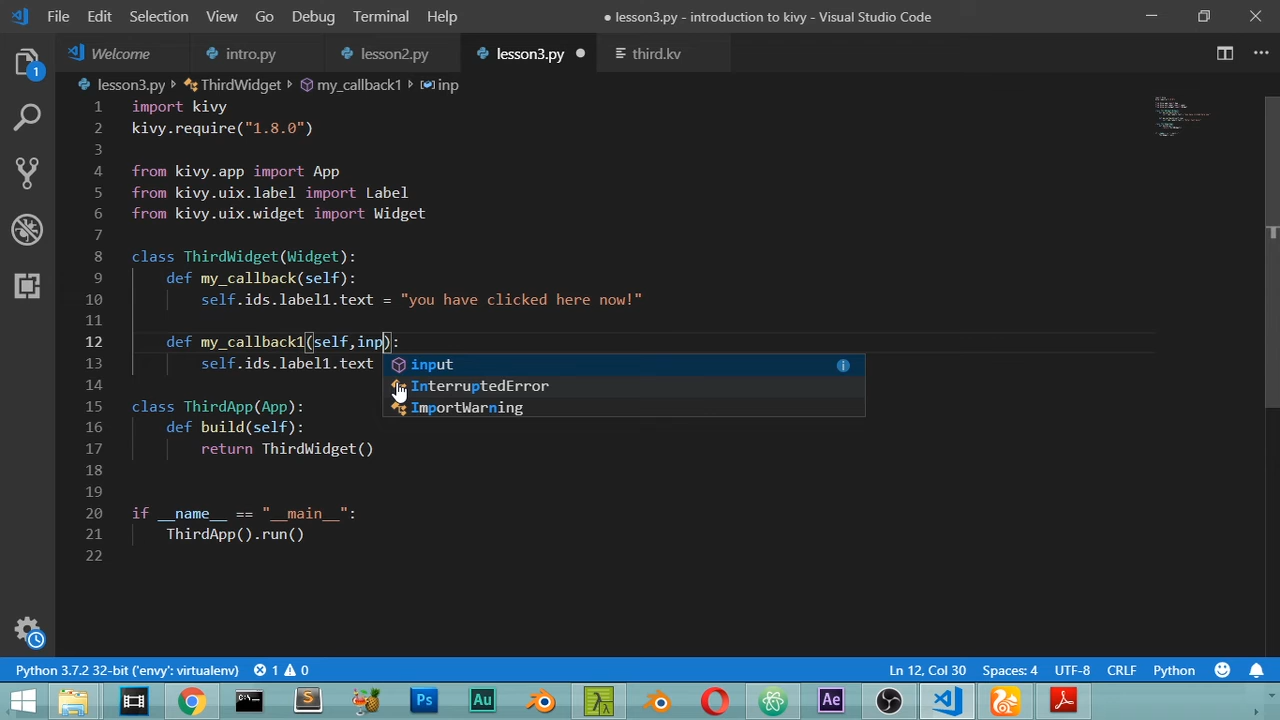 File Edit Selection View Go Debug Terminal Help ● lesson3.py - introduction to kivy - Visual Studio Code
Welcome intro.py lesson2.py lesson3.py third.kv
1
lesson3.py ThirdWidget my_callback1 inp
1 import kivy
2 kivy.require("1.8.0")
3
4 from kivy.app import App
5 from kivy.uix.label import Label
6 from kivy.uix.widget import Widget
7
8 class ThirdWidget(Widget):
9 def my_callback(self):
10 self.ids.label1.text = "you have clicked here now!"
11
12 def my_callback1(self,inp):
13 self.ids.label1.text
input
InterruptedError
ImportWarning
14
15 class ThirdApp(App):
16 def build(self):
17 return ThirdWidget()
18
19
20 if __name__ == "__main__":
21 ThirdApp().run()
22
Python 3.7.2 32-bit ('envy': virtualenv) 1 0 Ln 12, Col 30 Spaces: 4 UTF-8 CRLF Python
Ps Au Ae